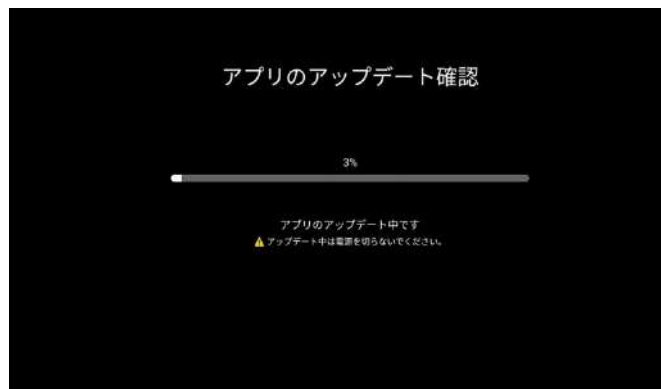 アプリのアップデート確認
3%
アプリのアップデート中です
⚠ アップデート中は電源を切らないでください。